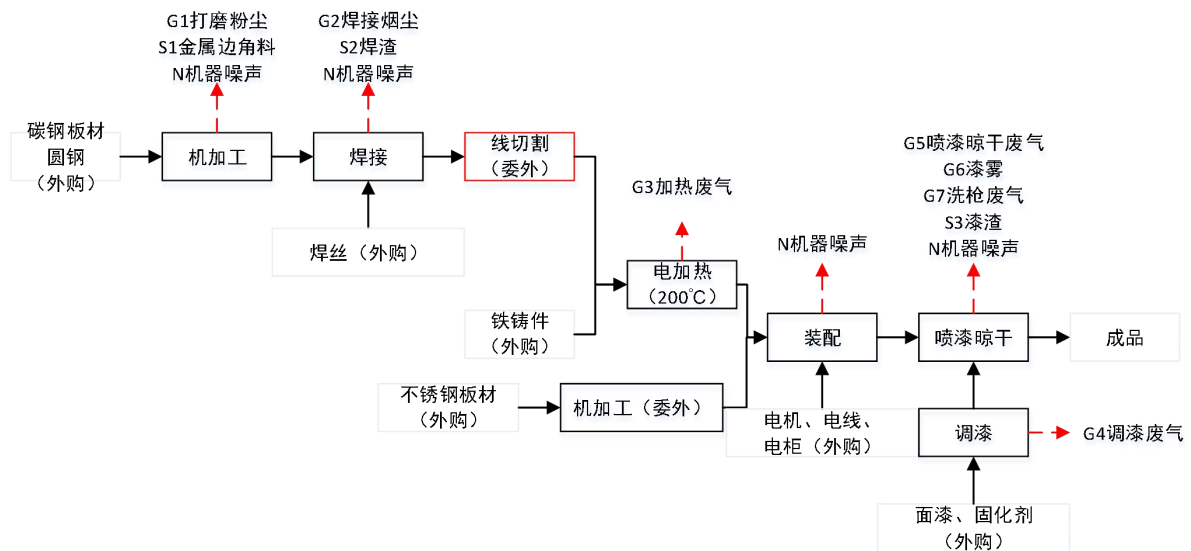 G1打磨粉尘
S1金属边角料
N机器噪声
G2焊接烟尘
S2焊渣
N机器噪声
碳钢板材
圆钢
（外购）
机加工
焊接
线切割
（委外）
焊丝（外购）
G3加热废气
电加热
（200℃）
铁铸件
（外购）
不锈钢板材
（外购）
机加工（委外）
N机器噪声
装配
电机、电线、
电柜（外购）
G5喷漆晾干废气
G6漆雾
G7洗枪废气
S3漆渣
N机器噪声
喷漆晾干
成品
调漆
G4调漆废气
面漆、固化剂
（外购）